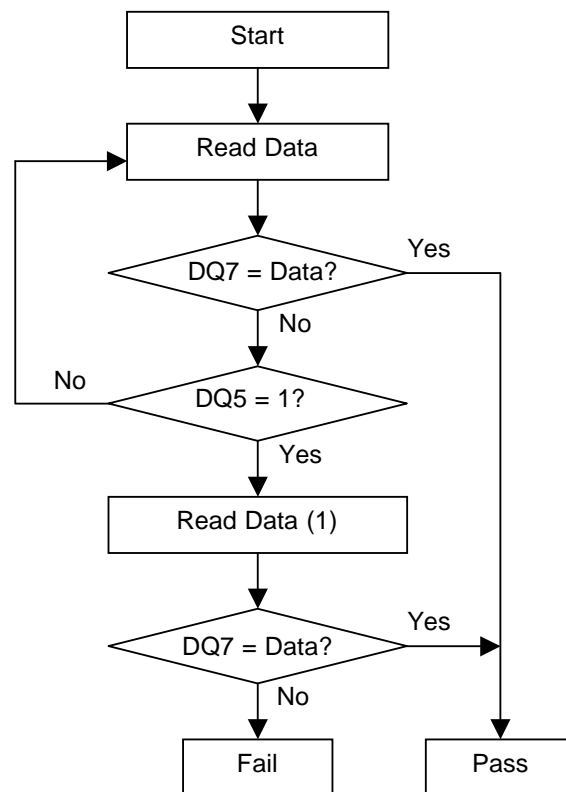 Start
Read Data
DQ7 = Data?
Yes
No
DQ5 = 1?
No
Yes
Read Data (1)
DQ7 = Data?
Yes
No
Fail
Pass